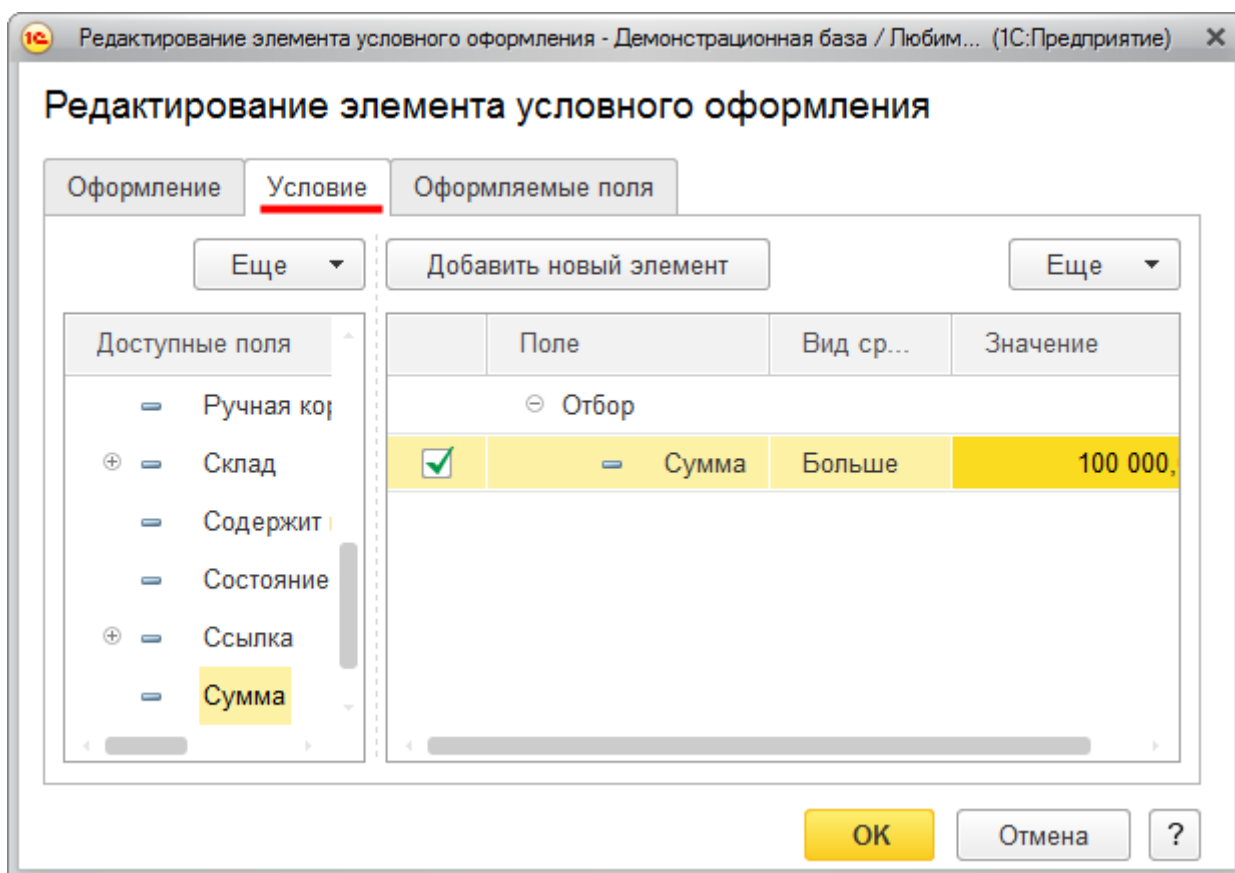 1С Редактирование элемента условного оформления - Демонстрационная база / Любим... (1С:Предприятие)
Редактирование элемента условного оформления
Оформление Условие Оформляемые поля
Еще Добавить новый элемент Еще
Доступные поля Поле Вид ср... Значение
Ручная кор Отбор
Склад Сумма Больше 100 000,
Содержит
Состояние
Ссылка
Сумма
ОК Отмена ?